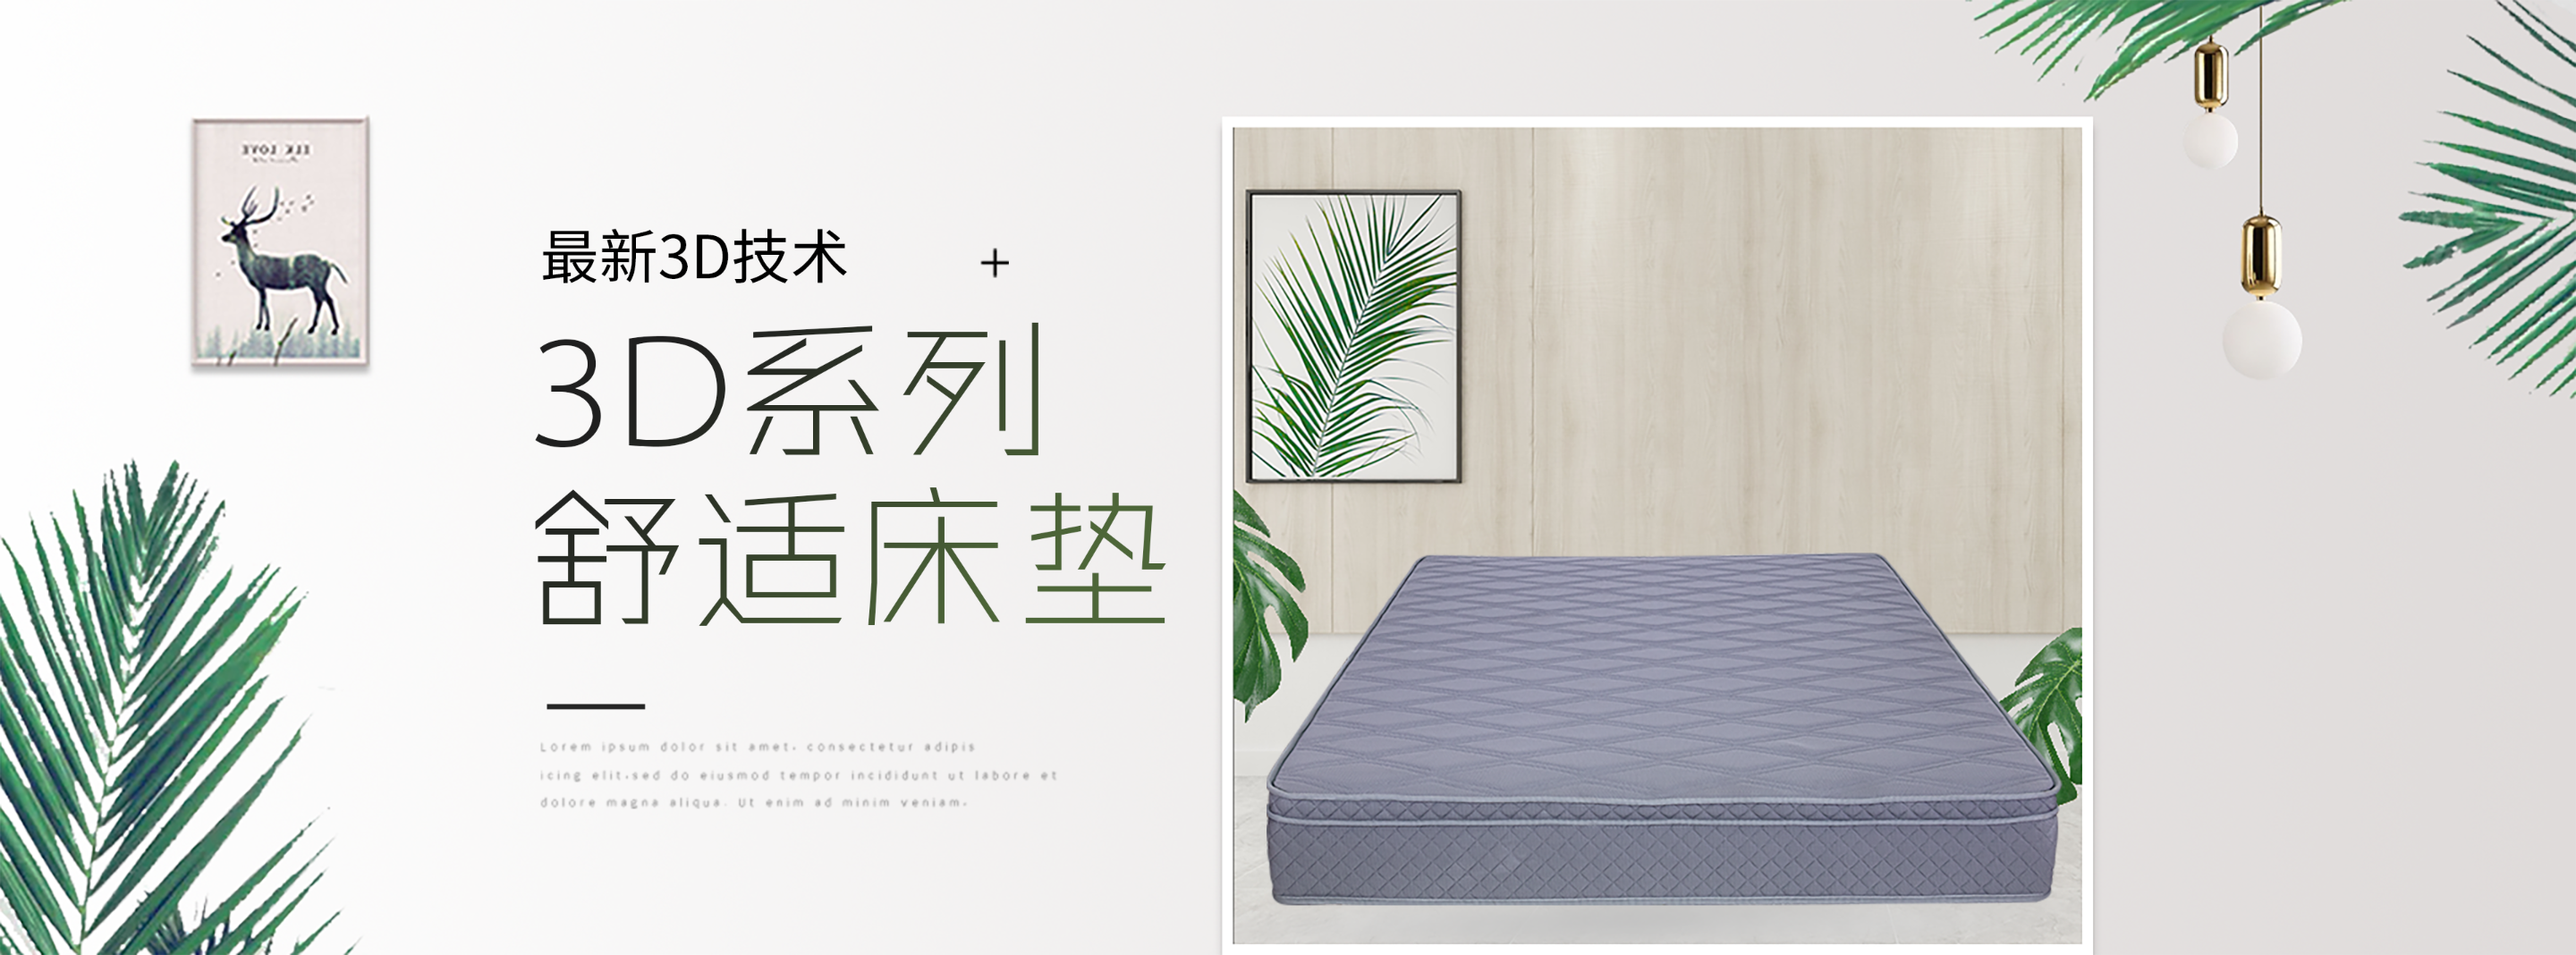 ELK LOVE
最新3D技术
+
3D系列
舒适床垫
Lorem ipsum dolor sit amet, consectetur adipis
icing elit,sed do eiusmod tempor incididunt ut labore et
dolore magna aliqua. Ut enim ad minim veniam,